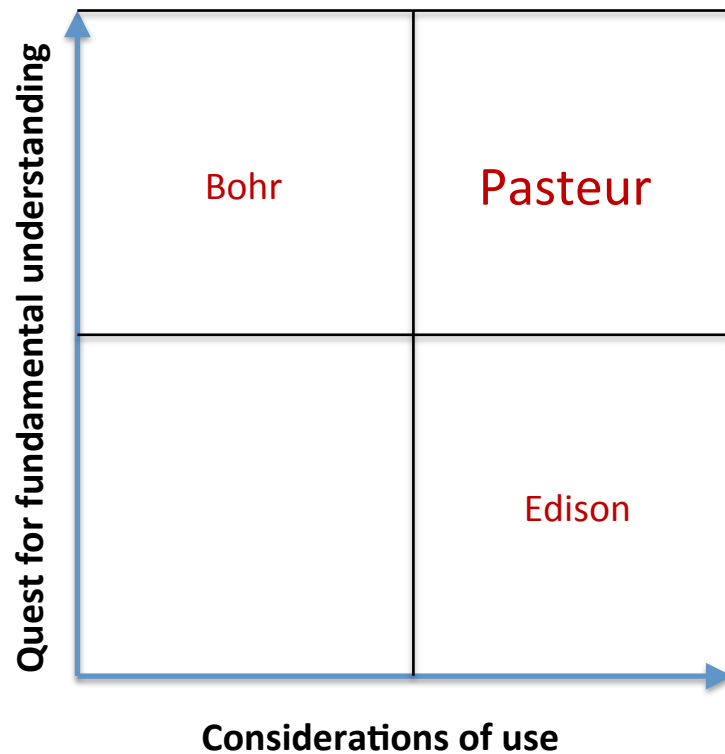 Quest for fundamental understanding
Bohr
Pasteur
Edison
Considerations of use